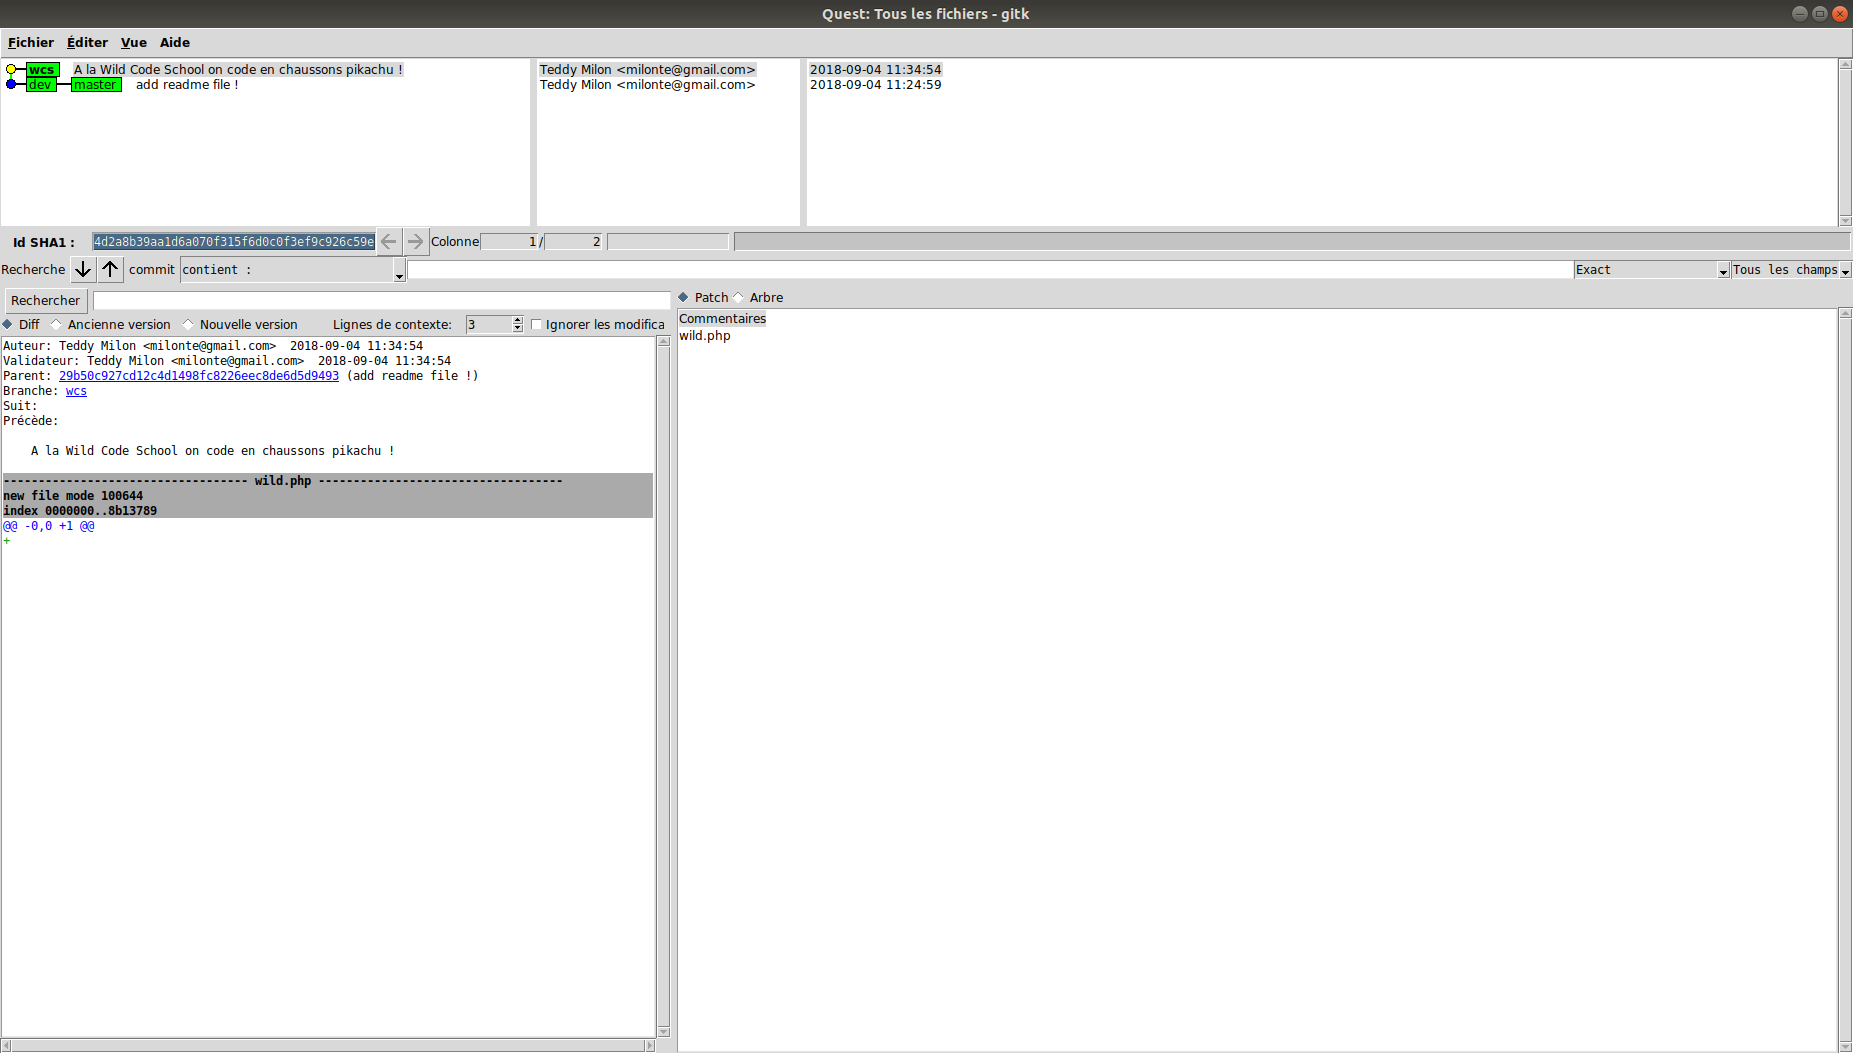 Quest: Tous les fichiers - gitk
Fichier Éditer Vue Aide
wcs A la Wild Code School on code en chaussons pikachu ! Teddy Milon <milonte@gmail.com> 2018-09-04 11:34:54
dev master add readme file ! Teddy Milon <milonte@gmail.com> 2018-09-04 11:24:59
Id SHA1 : 4d2a8b39aa1d6a070f315f6d0c0f3ef9c926c59e Colonne 1 / 2
Recherche commit contient : Exact Tous les champs
Rechercher
Patch Arbre
Diff Ancienne version Nouvelle version Lignes de contexte: 3 Ignorer les modifica
Commentaires
wild.php
Auteur: Teddy Milon <milonte@gmail.com>  2018-09-04 11:34:54
Validateur: Teddy Milon <milonte@gmail.com>  2018-09-04 11:34:54
Parent: 29b50c927cd12c4d1498fc8226eec8de6d5d9493 (add readme file !)
Branche: wcs
Suit:
Précède:
A la Wild Code School on code en chaussons pikachu !
----------------------------------- wild.php -----------------------------------
new file mode 100644
index 0000000..8b13789
@@ -0,0 +1 @@
+